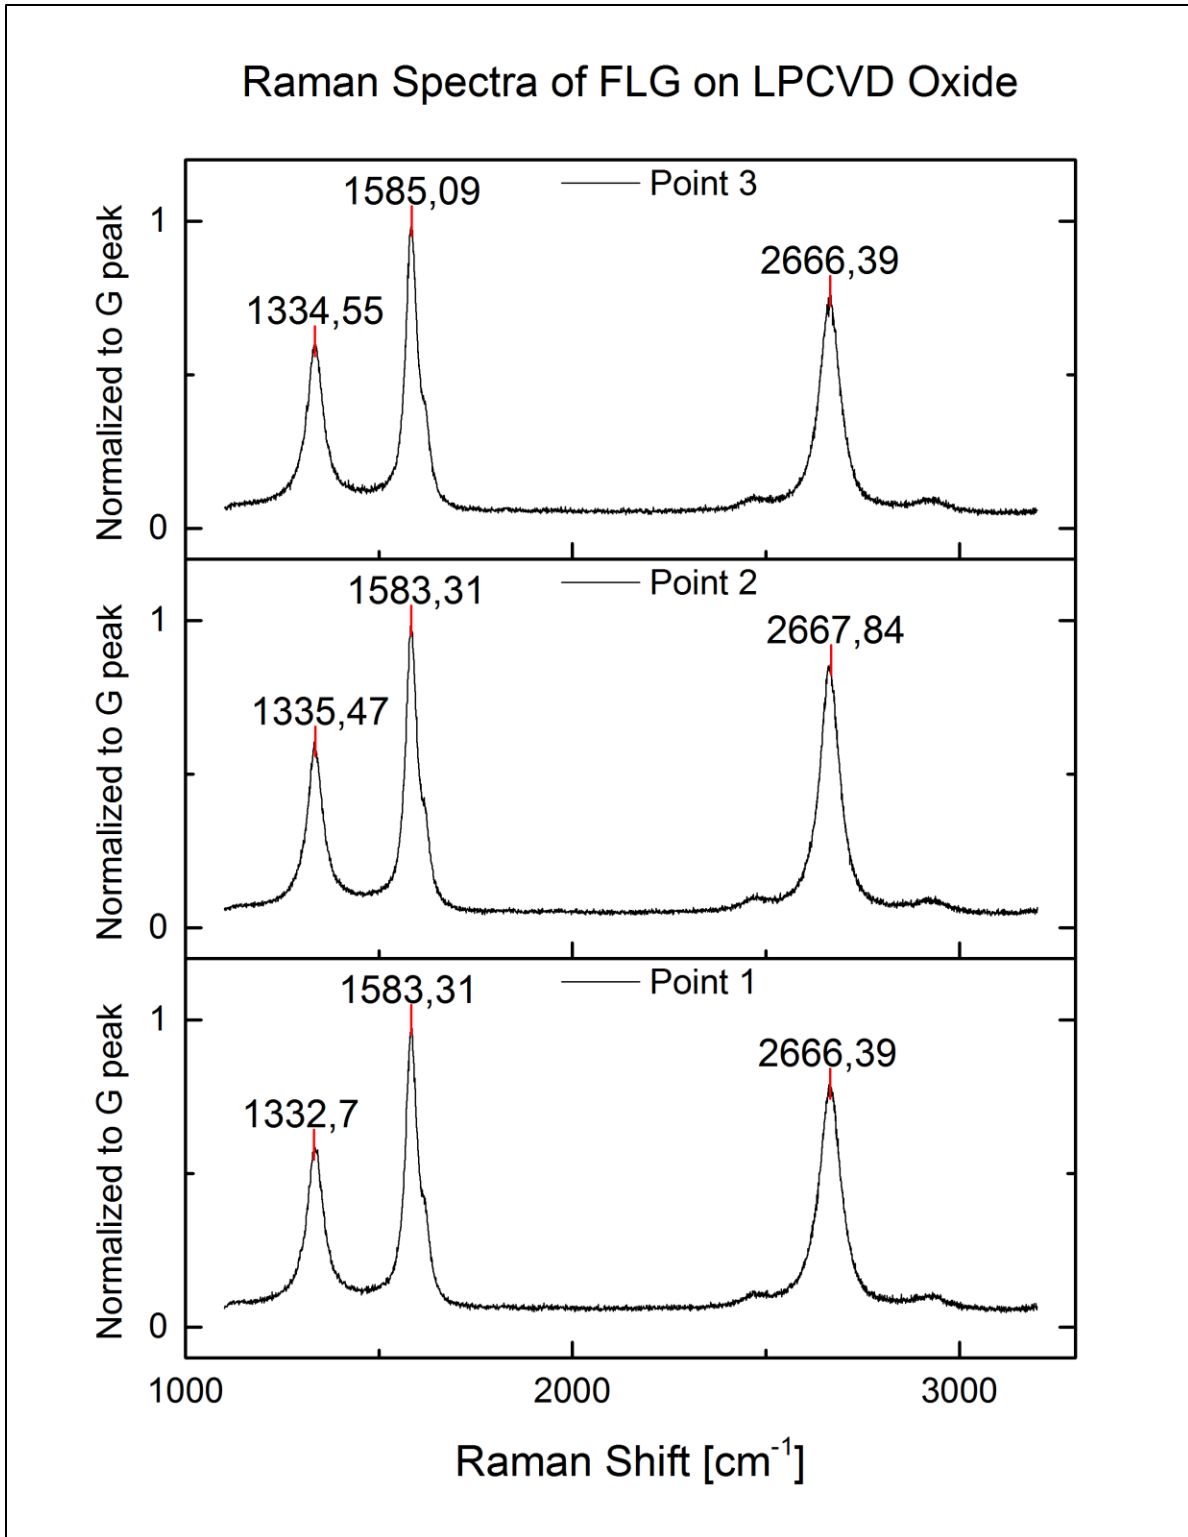 Raman Spectra of FLG on LPCVD Oxide
Point 3
1585,09
1334,55
2666,39
1
0
Normalized to G peak
Point 2
1583,31
1335,47
2667,84
1
0
Normalized to G peak
Point 1
1583,31
1332,7
2666,39
1
0
Normalized to G peak
1000 2000 3000
Raman Shift [cm⁻¹]